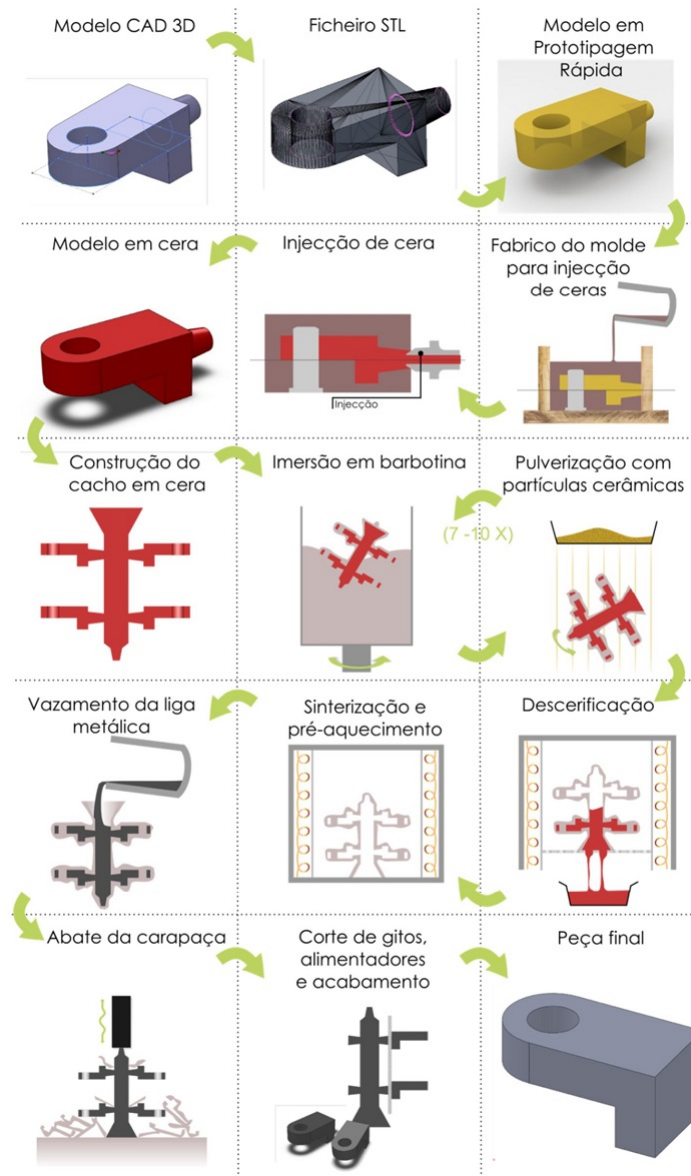 Modelo CAD 3D
Ficheiro STL
Modelo em
Prototipagem
Rápida
Modelo em cera
Injecção de cera
Injecção
Fabrico do molde
para injecção
de ceras
Construção do
cacho em cera
Imersão em barbotina
(7 -10 X)
Pulverização com
partículas cerâmicas
Vazamento da liga
metálica
Sinterização e
pré-aquecimento
Descerificação
Abate da carapaça
Corte de gitos,
alimentadores
e acabamento
Peça final